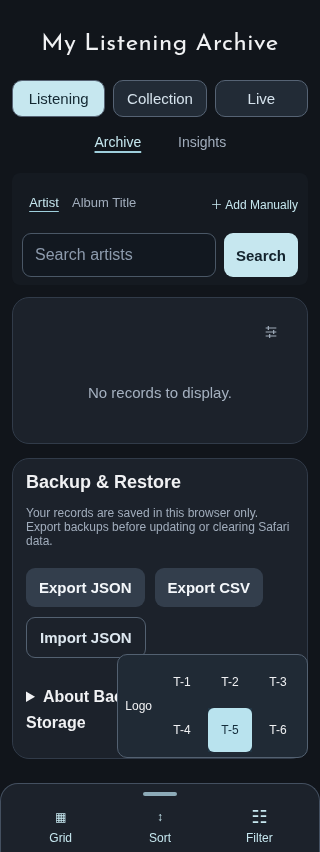 My Listening Archive
Listening Collection Live
Archive Insights
Artist Album Title + Add Manually
Search artists Search
No records to display.
Backup & Restore
Your records are saved in this browser only.
Export backups before updating or clearing Safari
data.
Export JSON Export CSV
Import JSON
T-1 T-2 T-3
About
Logo
Storage
T-4 T-5 T-6
Grid Sort Filter